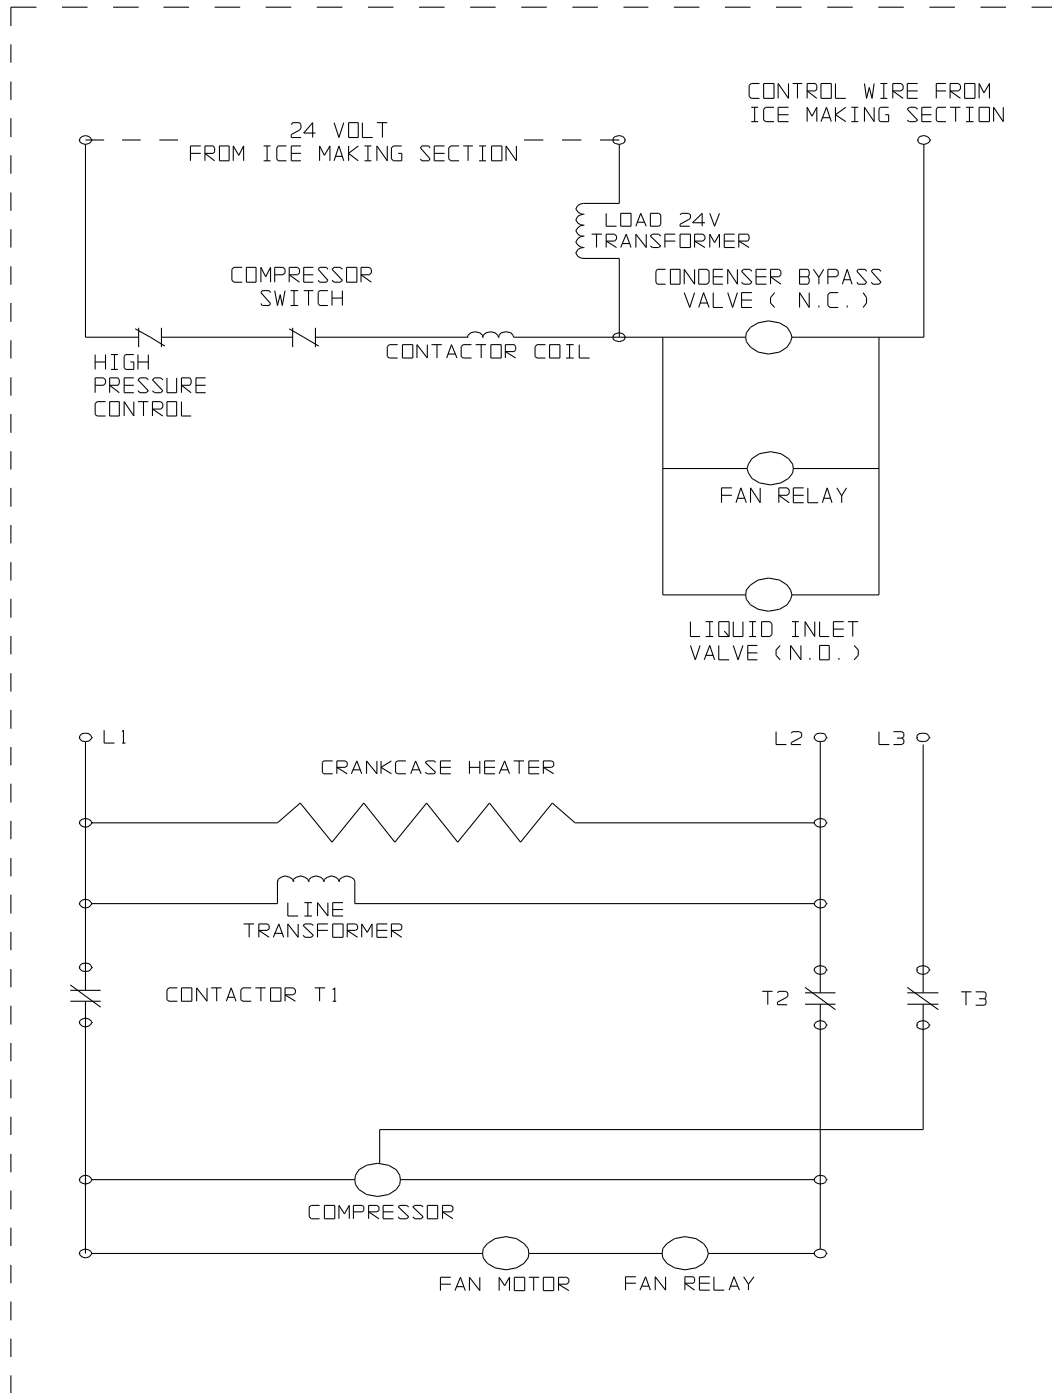 CONTROL WIRE FROM
ICE MAKING SECTION
24 VOLT
FROM ICE MAKING SECTION
LOAD 24V
TRANSFORMER
COMPRESSOR
SWITCH
CONDENSER BYPASS
VALVE ( N.C. )
CONTACTOR COIL
HIGH
PRESSURE
CONTROL
FAN RELAY
LIQUID INLET
VALVE (N.O. )
L1
L2
L3
CRANKCASE HEATER
LINE
TRANSFORMER
CONTACTOR T1
T2
T3
COMPRESSOR
FAN MOTOR
FAN RELAY